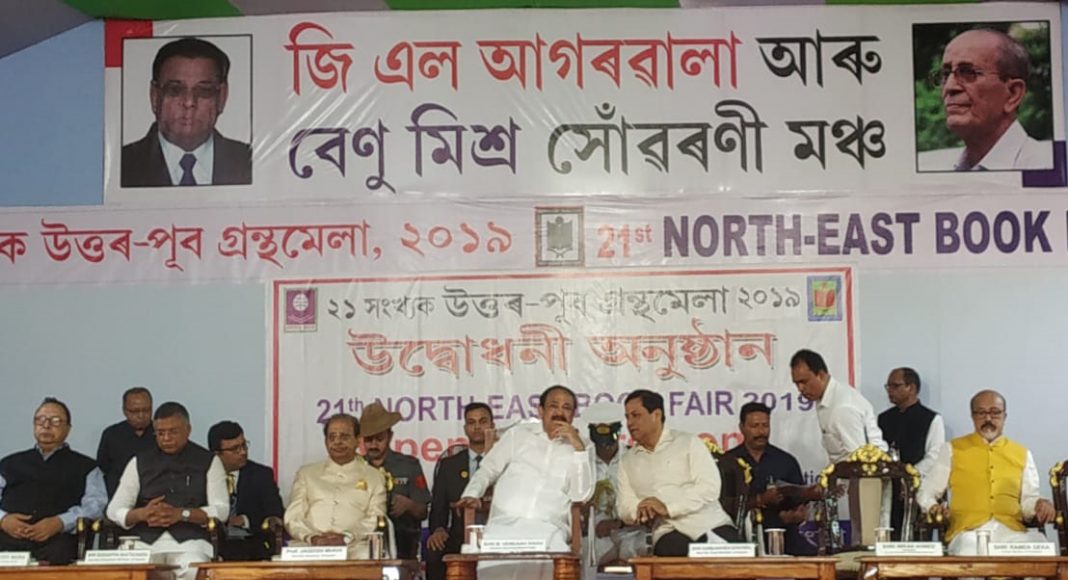 জি এল আগৰৱালা আৰু
বেণু মিশ্ৰ সোঁৱৰণী মঞ্চ
ক উত্তৰ-পূব গ্ৰন্থমেলা, ২০১৯ 21st NORTH-EAST BOOK
২১ সংখ্যক উত্তৰ-পূব গ্ৰন্থমেলা ২০১৯
উদ্বোধনী অনুষ্ঠান
21th NORTH-EAST BOOK FAIR 2019